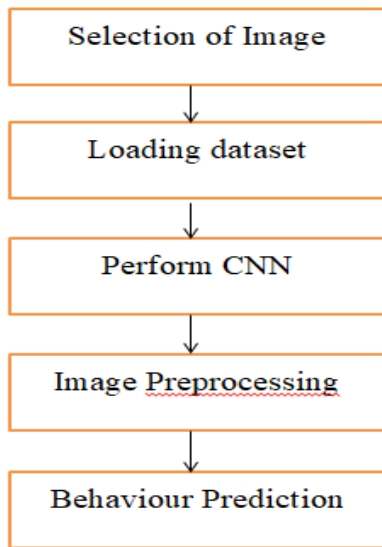 Selection of Image
Loading dataset
Perform CNN
Image Preprocessing
Behaviour Prediction